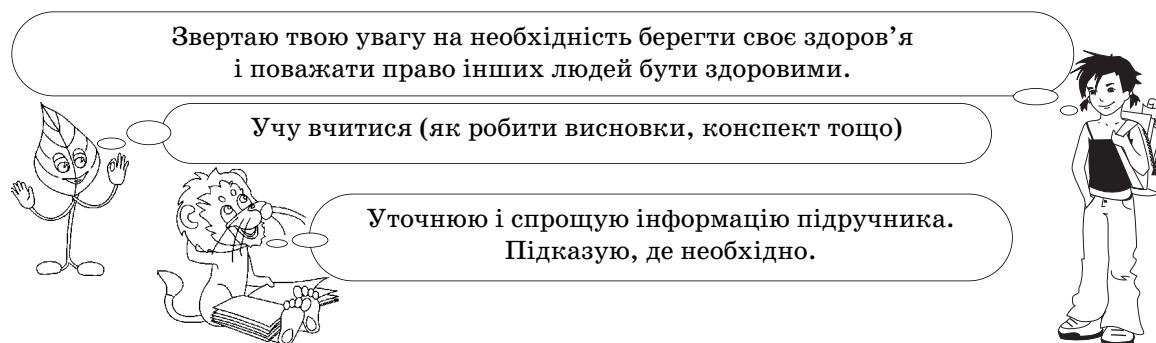 Звертаю твою увагу на необхідність берегти своє здоров’я
і поважати право інших людей бути здоровими.
Учу вчитися (як робити висновки, конспект тощо)
Уточнюю і спрощую інформацію підручника.
Підказую, де необхідно.